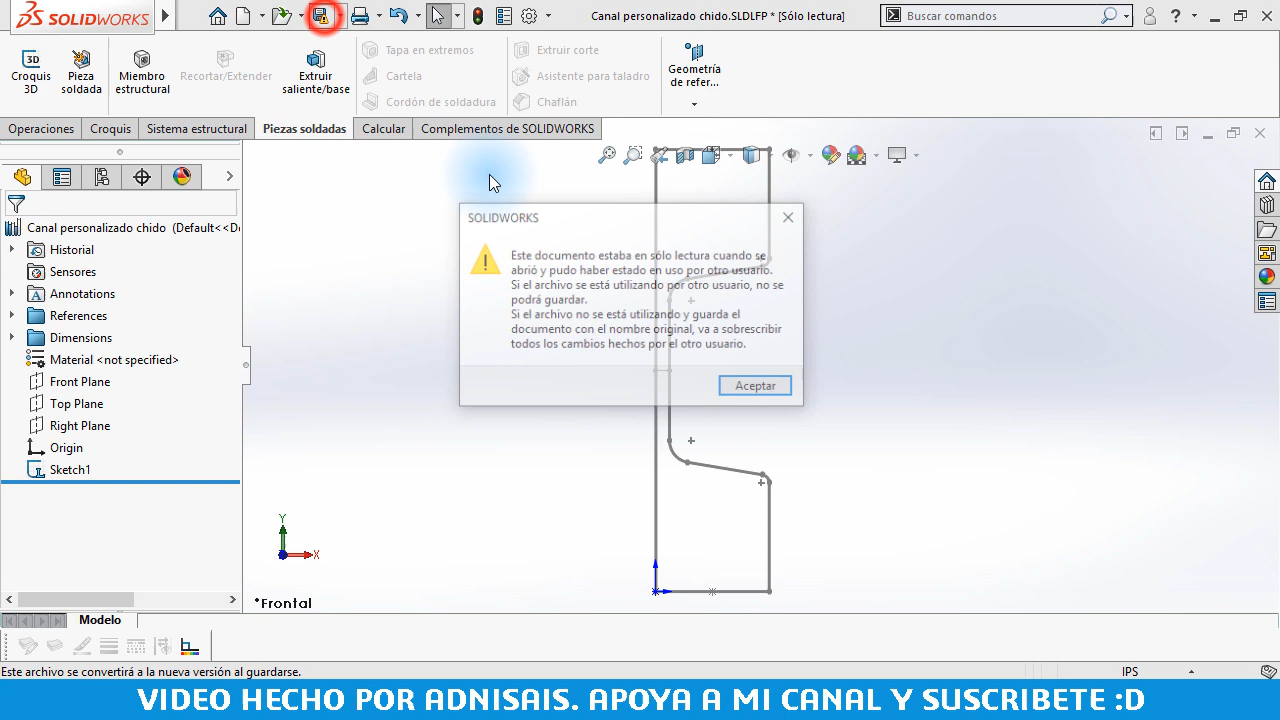 SOLIDWORKS
Canal personalizado chido.SLDLFP * [Sólo lectura]
Buscar comandos
Croquis 3D
Pieza soldada
Miembro estructural
Recortar/Extender
Extruir saliente/base
Tapa en extremos
Cartela
Cordón de soldadura
Extruir corte
Asistente para taladro
Chaflán
Geometría de refer...
Operaciones
Croquis
Sistema estructural
Piezas soldadas
Calcular
Complementos de SOLIDWORKS
Canal personalizado chido (Default<<D
Historial
Sensores
Annotations
References
Dimensions
Material <not specified>
Front Plane
Top Plane
Right Plane
Origin
Sketch1
SOLIDWORKS
Este documento estaba en sólo lectura cuando se
abrió y pudo haber estado en uso por otro usuario.
Si el archivo se está utilizando por otro usuario, no se
podrá guardar.
Si el archivo no se está utilizando y guarda el
documento con el nombre original, va a sobrescribir
todos los cambios hechos por el otro usuario.
Aceptar
Y
X
*Frontal
Modelo
Este archivo se convertirá a la nueva versión al guardarse.
IPS
VIDEO HECHO POR ADNISAIS. APOYA A MI CANAL Y SUSCRIBETE :D